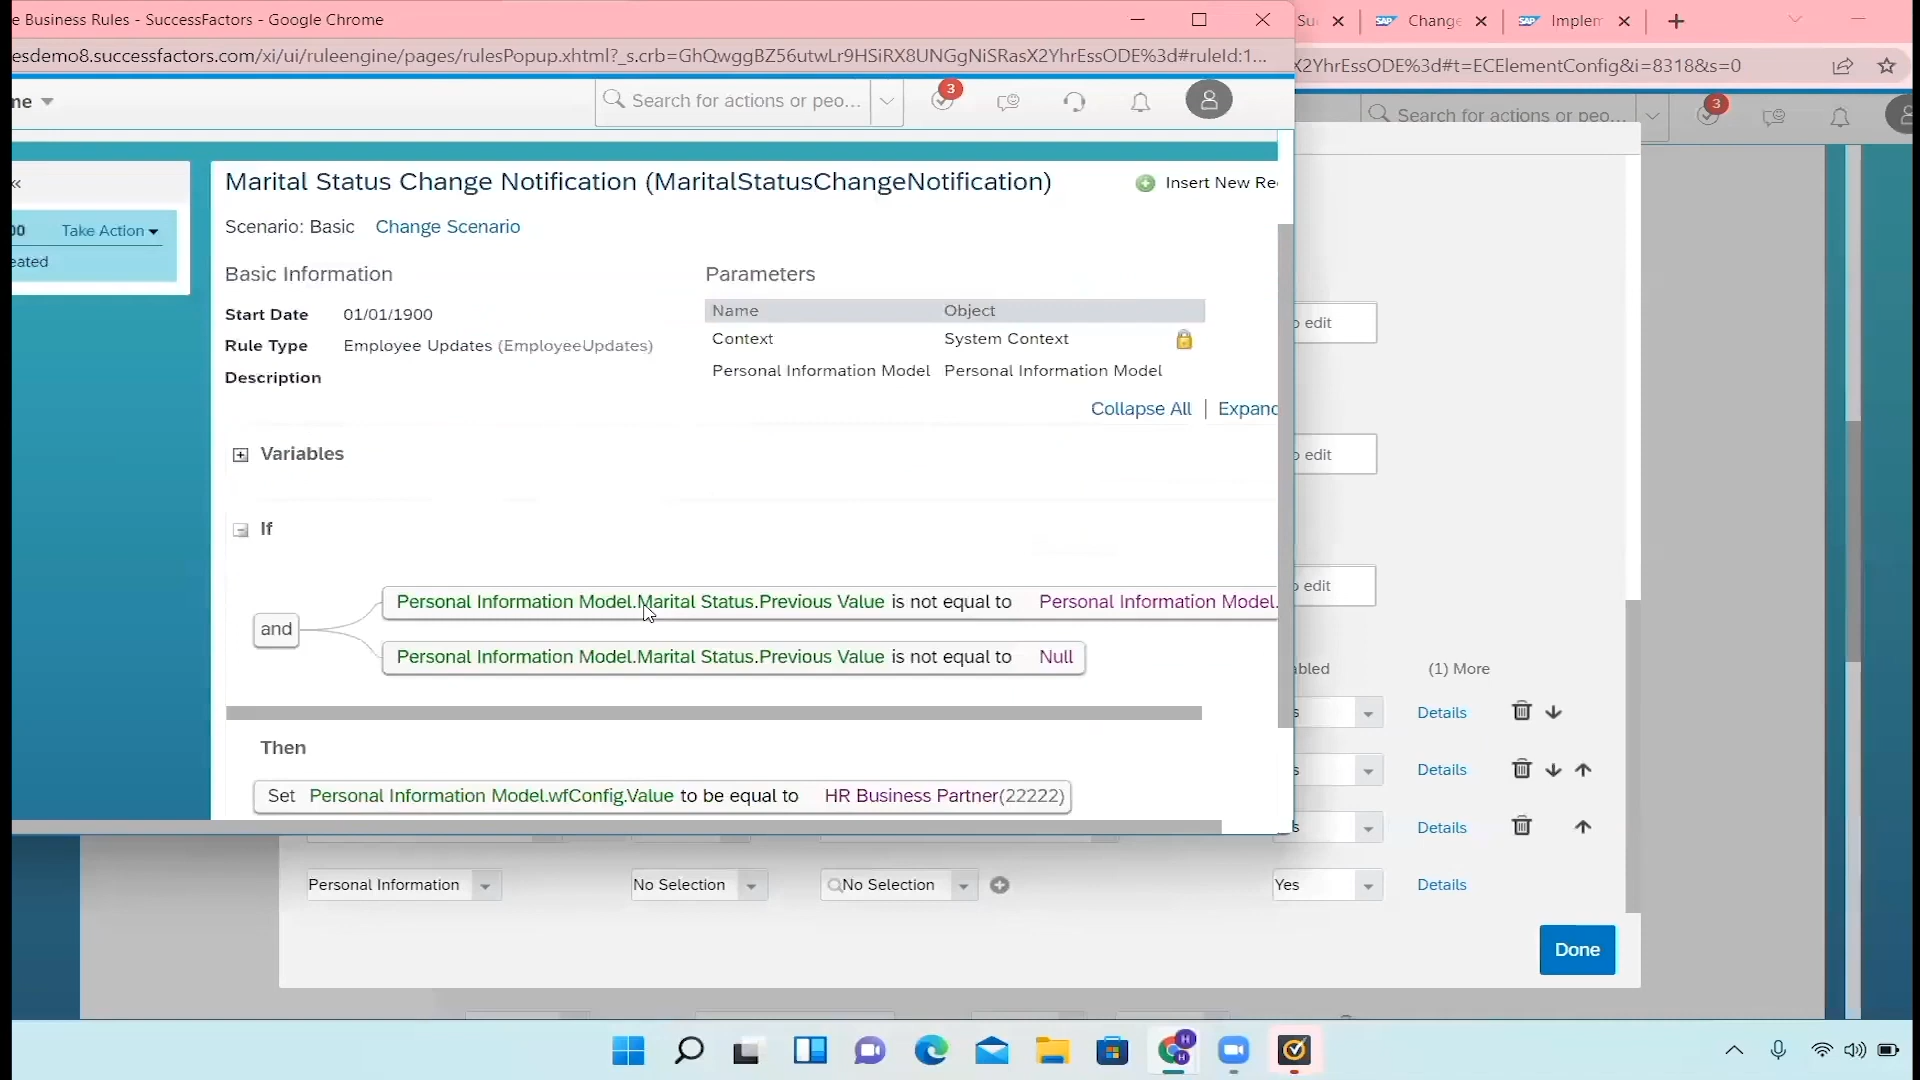 e Business Rules - SuccessFactors - Google Chrome
Su
Change
Implem
esdemo8.successfactors.com/xi/ui/ruleengine/pages/rulesPopup.xhtml?_s.crb=GhQwggBZ56utwLr9HSiRX8UNGgNiSRasX2YhrEssODE%3d#ruleId:1...
X2YhrEssODE%3d#t=ECElementConfig&i=8318&s=0
ne
Search for actions or peo...
3
Search for actions or peo...
3
Marital Status Change Notification (MaritalStatusChangeNotification)
Insert New Re
00
Take Action
eated
Scenario: Basic
Change Scenario
Basic Information
Parameters
Start Date 01/01/1900
Rule Type Employee Updates (EmployeeUpdates)
Description
Name Object
Context System Context
Personal Information Model Personal Information Model
Collapse All | Expand
Variables
If
and
Personal Information Model.Marital Status.Previous Value is not equal to Personal Information Model.
Personal Information Model.Marital Status.Previous Value is not equal to Null
Then
Set Personal Information Model.wfConfig.Value to be equal to HR Business Partner(22222)
o edit
o edit
o edit
abled
(1) More
s Details
s Details
s Details
Personal Information
No Selection
No Selection
Yes
Details
Done
H
H